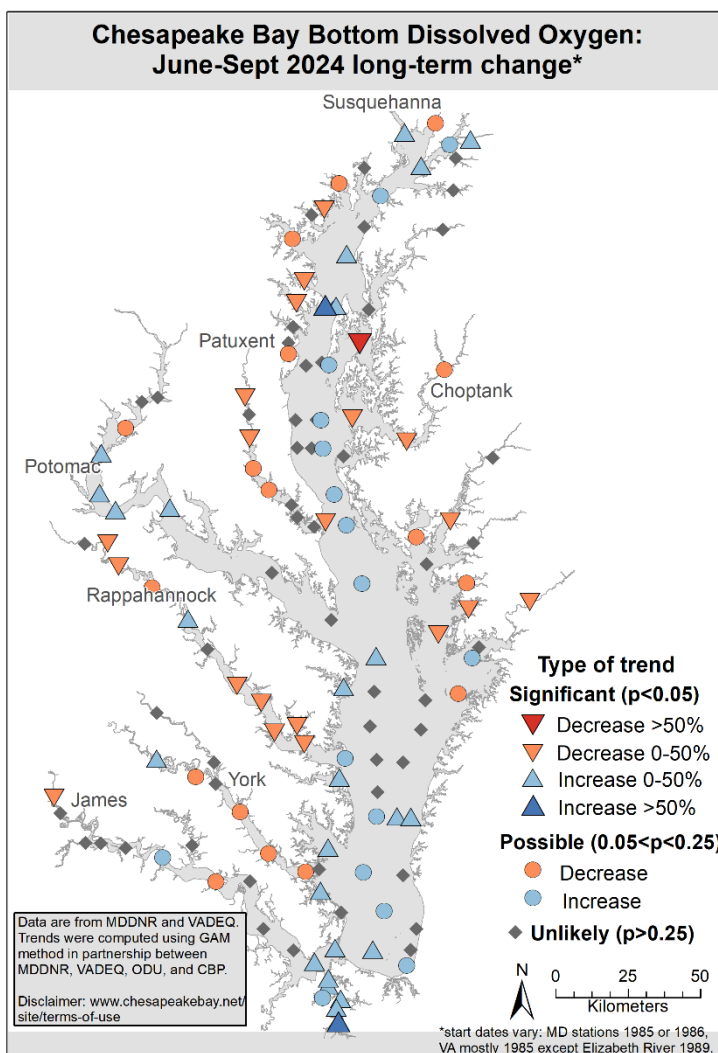 Chesapeake Bay Bottom Dissolved Oxygen:
June-Sept 2024 long-term change*
Susquehanna
Patuxent
Choptank
Potomac
Rappahannock
York
James
Type of trend
Significant (p<0.05)
Decrease >50%
Decrease 0-50%
Increase 0-50%
Increase >50%
Possible (0.05<p<0.25)
Decrease
Increase
Unlikely (p>0.25)
Data are from MDDNR and VADEQ.
Trends were computed using GAM
method in partnership between
MDDNR, VADEQ, ODU, and CBP.
Disclaimer: www.chesapeakebay.net/
site/terms-of-use
N
0 25 50
Kilometers
*start dates vary: MD stations 1985 or 1986,
VA mostly 1985 except Elizabeth River 1989.